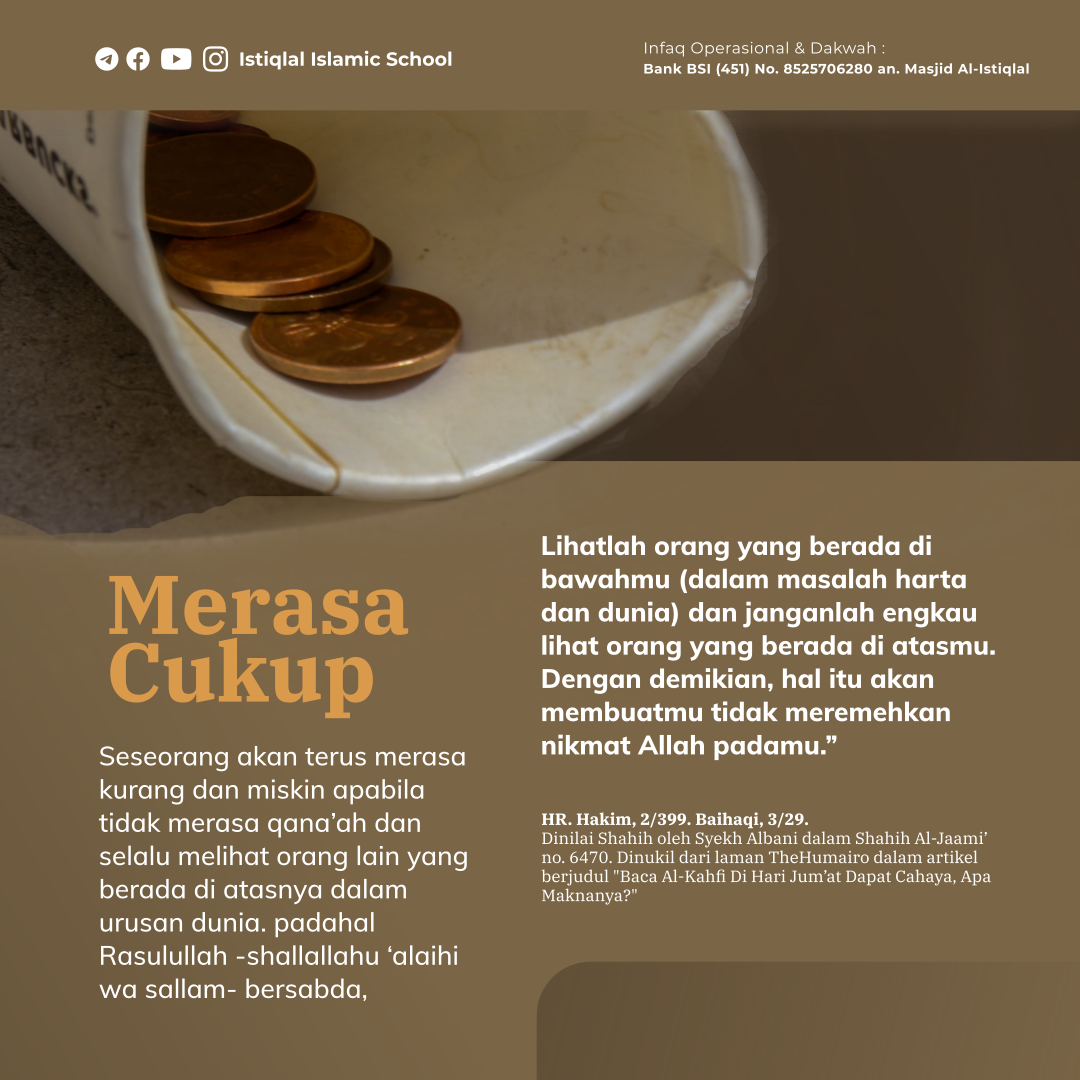 Istiqlal Islamic School
Infaq Operasional & Dakwah :
Bank BSI (451) No. 8525706280 an. Masjid Al-Istiqlal
Merasa
Cukup
Seseorang akan terus merasa
kurang dan miskin apabila
tidak merasa qana’ah dan
selalu melihat orang lain yang
berada di atasnya dalam
urusan dunia. padahal
Rasulullah -shallallahu ‘alaihi
wa sallam- bersabda,
Lihatlah orang yang berada di
bawahmu (dalam masalah harta
dan dunia) dan janganlah engkau
lihat orang yang berada di atasmu.
Dengan demikian, hal itu akan
membuatmu tidak meremehkan
nikmat Allah padamu.”
HR. Hakim, 2/399. Baihaqi, 3/29.
Dinilai Shahih oleh Syekh Albani dalam Shahih Al-Jaami’
no. 6470. Dinukil dari laman TheHumairo dalam artikel
berjudul "Baca Al-Kahfi Di Hari Jum’at Dapat Cahaya, Apa
Maknanya?"